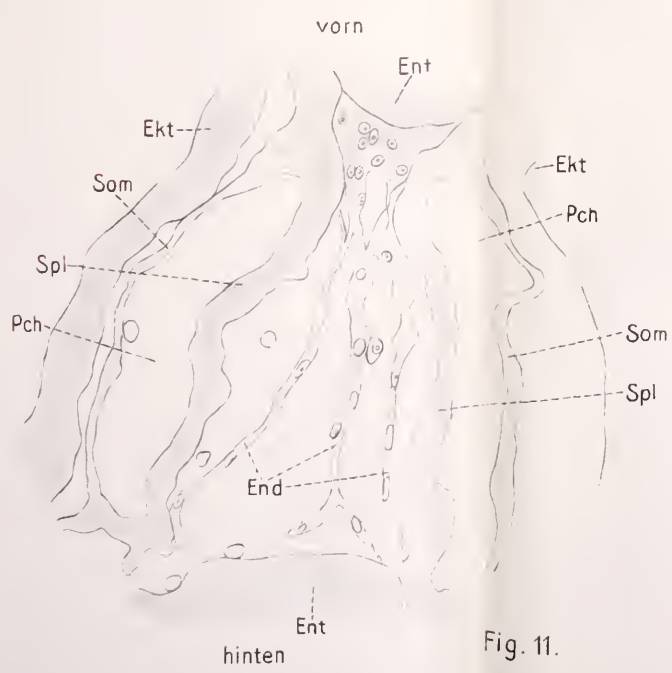 vorn
Ent
Ekt
Ekt
Som
Pch
Spl
Pch
Som
Spl
End
Ent
hinten
Fig. 11.